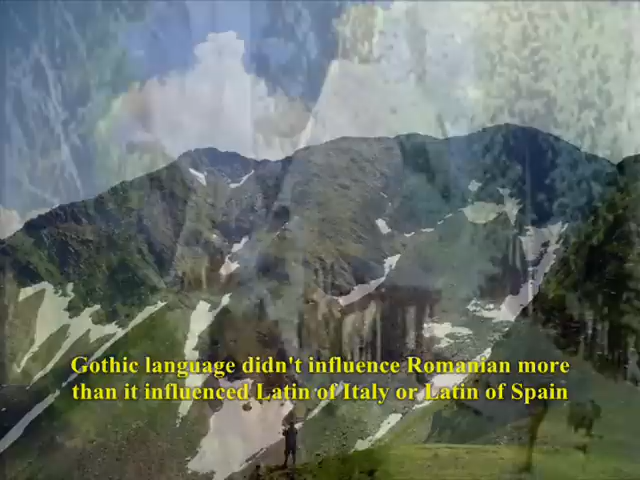 Gothic language didn't influence Romanian more
than it influenced Latin of Italy or Latin of Spain